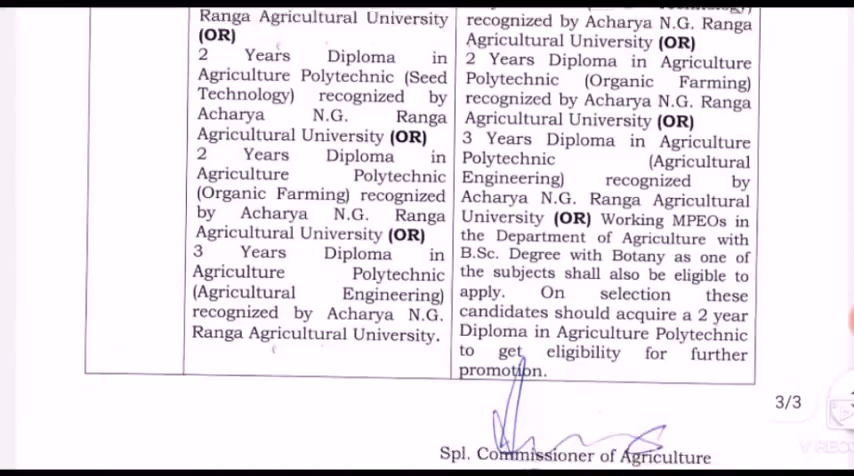 Ranga Agricultural University
(OR)
2 Years Diploma in
Agriculture Polytechnic (Seed
Technology) recognized by
Acharya N.G. Ranga
Agricultural University (OR)
2 Years Diploma in
Agriculture Polytechnic
(Organic Farming) recognized
by Acharya N.G. Ranga
Agricultural University (OR)
3 Years Diploma in
Agriculture Polytechnic
(Agricultural Engineering)
recognized by Acharya N.G.
Ranga Agricultural University.
recognized by Acharya N.G. Ranga
Agricultural University (OR)
2 Years Diploma in Agriculture
Polytechnic (Organic Farming)
recognized by Acharya N.G. Ranga
Agricultural University (OR)
3 Years Diploma in Agriculture
Polytechnic (Agricultural
Engineering) recognized by
Acharya N.G. Ranga Agricultural
University (OR) Working MPEOs in
the Department of Agriculture with
B.Sc. Degree with Botany as one of
the subjects shall also be eligible to
apply. On selection these
candidates should acquire a 2 year
Diploma in Agriculture Polytechnic
to get eligibility for further
promotion.
3/3
Spl. Commissioner of Agriculture